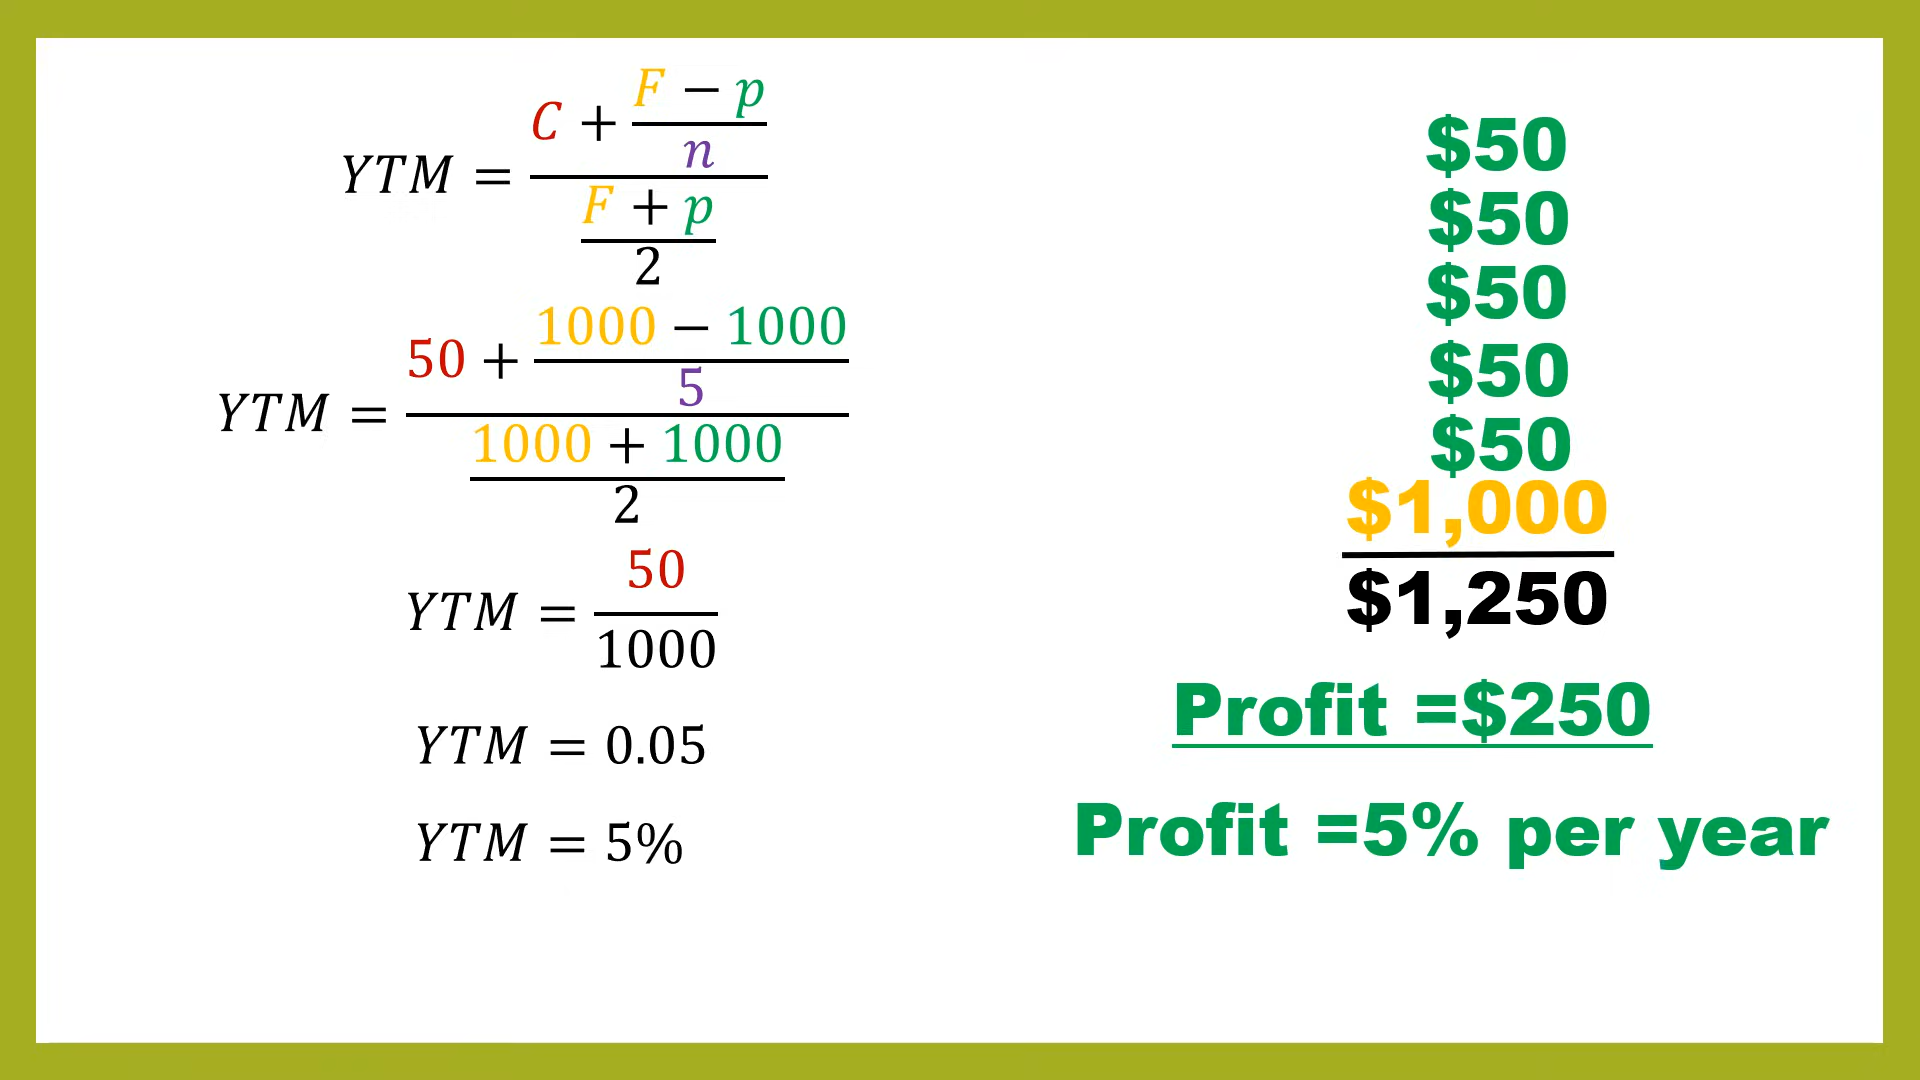 YTM = (C + (F − p)/n) / ((F + p)/2)
YTM = (50 + (1000 − 1000)/5) / ((1000 + 1000)/2)
YTM = 50/1000
YTM = 0.05
YTM = 5%
$50
$50
$50
$50
$50
$1,000
$1,250
Profit =$250
Profit =5% per year